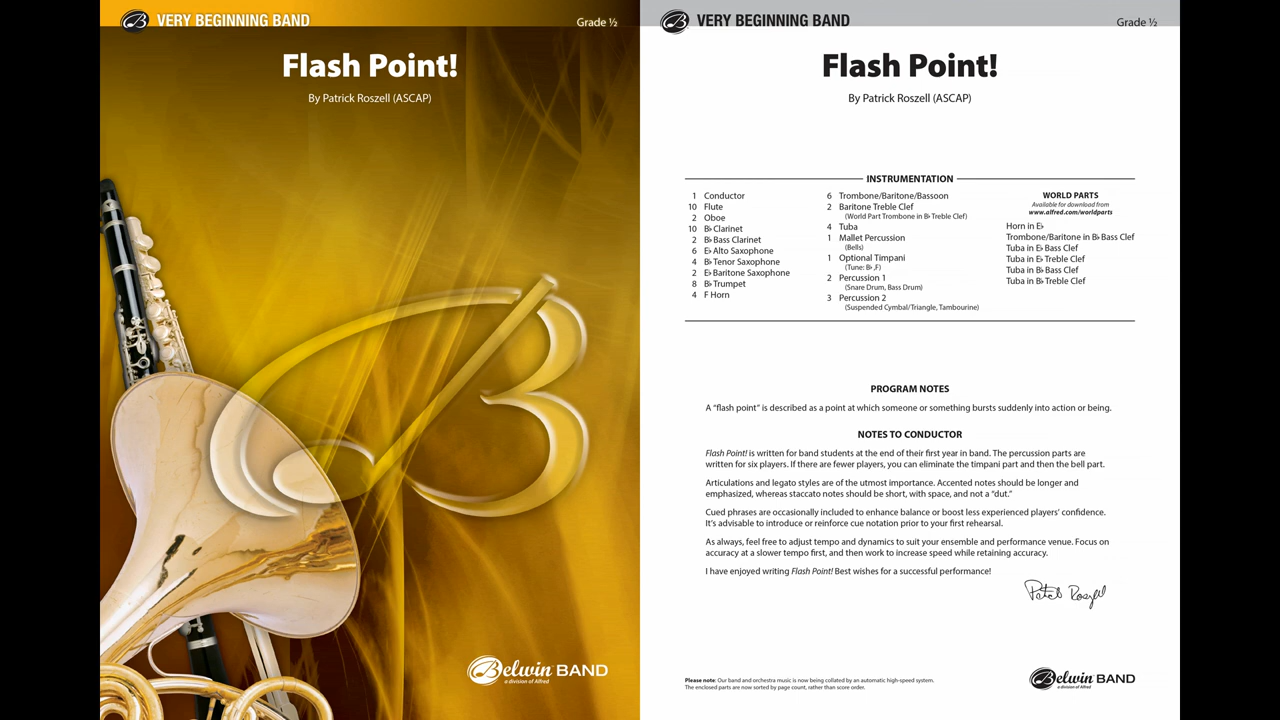 VERY BEGINNING BAND
Grade ½
Flash Point!
By Patrick Roszell (ASCAP)
Belwin BAND
a division of Alfred
VERY BEGINNING BAND
Grade ½
Flash Point!
By Patrick Roszell (ASCAP)
INSTRUMENTATION
1 Conductor
10 Flute
2 Oboe
10 B♭ Clarinet
2 B♭ Bass Clarinet
6 E♭ Alto Saxophone
4 B♭ Tenor Saxophone
2 E♭ Baritone Saxophone
8 B♭ Trumpet
4 F Horn
6 Trombone/Baritone/Bassoon
2 Baritone Treble Clef
(World Part Trombone in B♭ Treble Clef)
4 Tuba
1 Mallet Percussion
(Bells)
1 Optional Timpani
(Tune: B♭,F)
2 Percussion 1
(Snare Drum, Bass Drum)
3 Percussion 2
(Suspended Cymbal/Triangle, Tambourine)
WORLD PARTS
Available for download from
www.alfred.com/worldparts
Horn in E♭
Trombone/Baritone in B♭ Bass Clef
Tuba in E♭ Bass Clef
Tuba in E♭ Treble Clef
Tuba in B♭ Bass Clef
Tuba in B♭ Treble Clef
PROGRAM NOTES
A “flash point” is described as a point at which someone or something bursts suddenly into action or being.
NOTES TO CONDUCTOR
Flash Point! is written for band students at the end of their first year in band. The percussion parts are
written for six players. If there are fewer players, you can eliminate the timpani part and then the bell part.
Articulations and legato styles are of the utmost importance. Accented notes should be longer and
emphasized, whereas staccato notes should be short, with space, and not a “dut.”
Cued phrases are occasionally included to enhance balance or boost less experienced players’ confidence.
It’s advisable to introduce or reinforce cue notation prior to your first rehearsal.
As always, feel free to adjust tempo and dynamics to suit your ensemble and performance venue. Focus on
accuracy at a slower tempo first, and then work to increase speed while retaining accuracy.
I have enjoyed writing Flash Point! Best wishes for a successful performance!
Patrick Roszell
Please note: Our band and orchestra music is now being collated by an automatic high-speed system.
The enclosed parts are now sorted by page count, rather than score order.
Belwin BAND
a division of Alfred